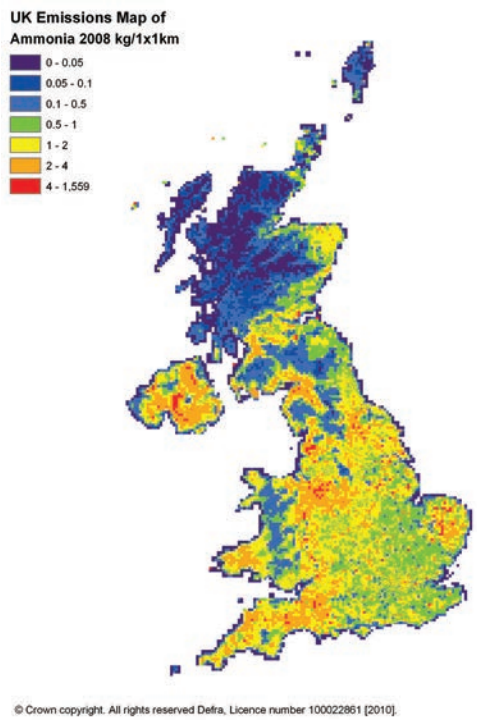 UK Emissions Map of
Ammonia 2008 kg/1x1km
0 - 0.05
0.05 - 0.1
0.1 - 0.5
0.5 - 1
1 - 2
2 - 4
4 - 1,559
© Crown copyright. All rights reserved Defra, Licence number 100022861 [2010].